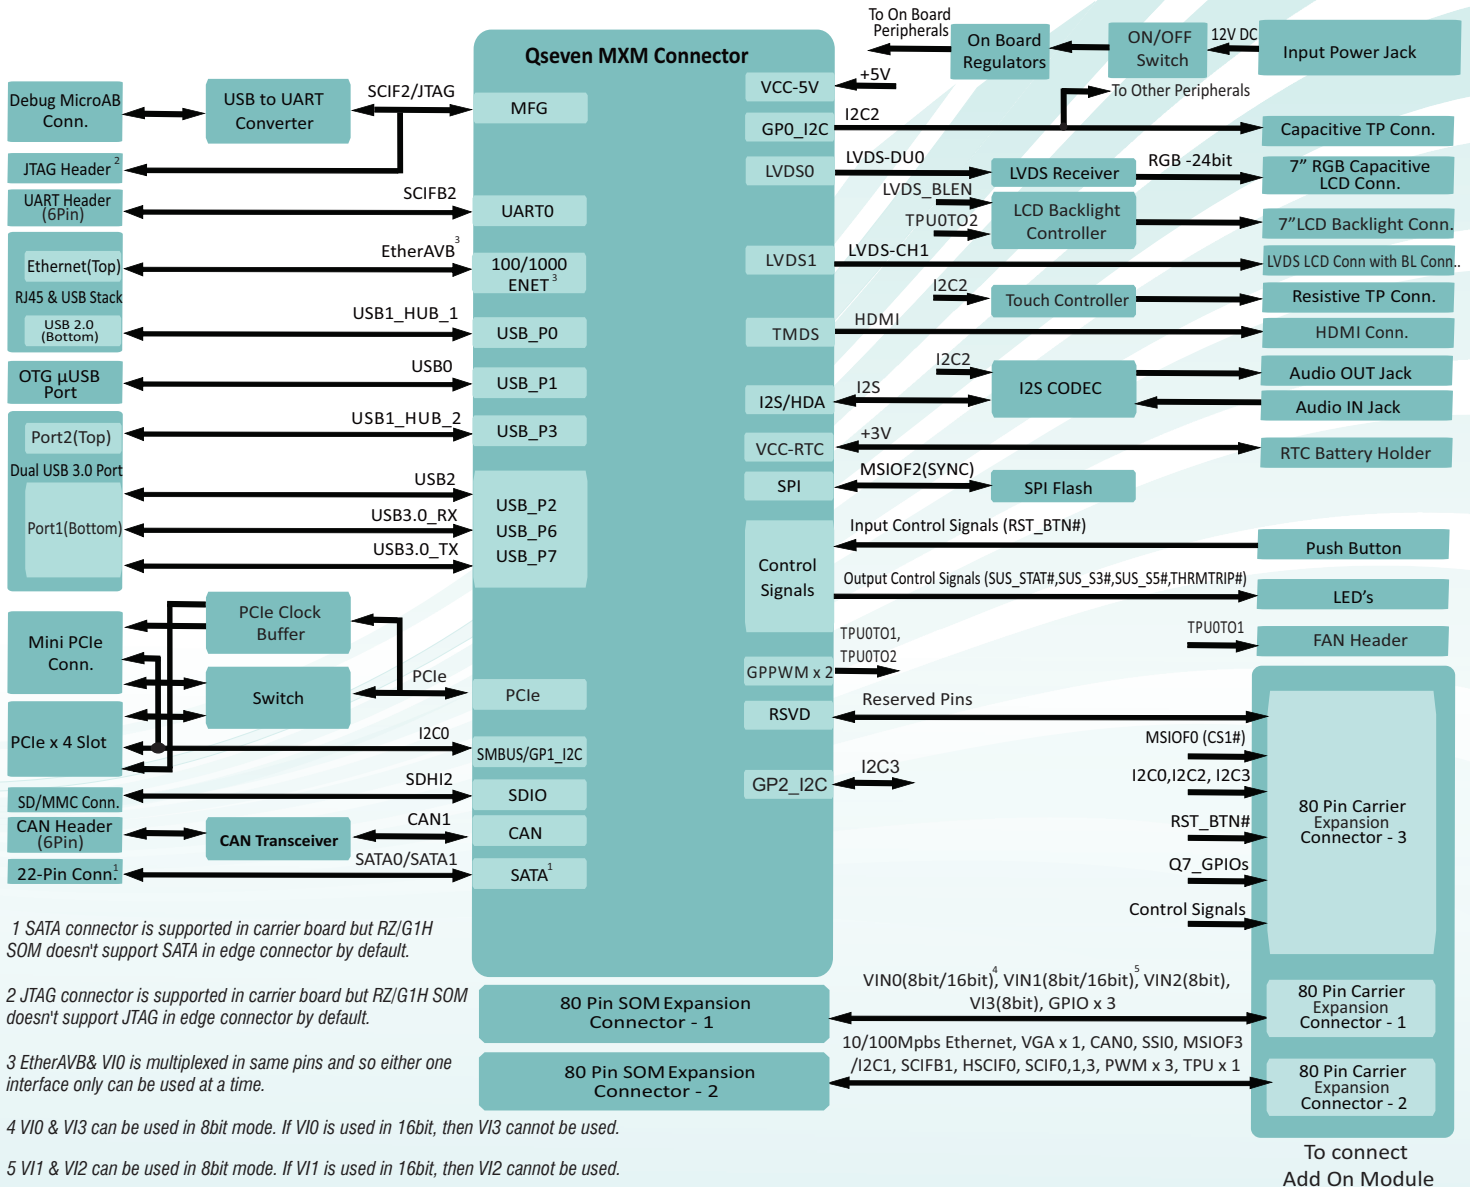 Qseven MXM Connector
Debug MicroAB
Conn.
USB to UART
Converter
SCIF2/JTAG
MFG
JTAG Header 2
UART Header
(6Pin)
SCIFB2
UART0
Ethernet(Top)
EtherAVB 3
100/1000
ENET 3
RJ45 & USB Stack
USB 2.0
(Bottom)
USB1_HUB_1
USB_P0
OTG µUSB
Port
USB0
USB_P1
Port2(Top)
USB1_HUB_2
USB_P3
Dual USB 3.0 Port
Port1(Bottom)
USB2
USB3.0_RX
USB3.0_TX
USB_P2
USB_P6
USB_P7
Mini PCIe
Conn.
PCIe Clock
Buffer
Switch
PCIe
PCIe
PCIe x 4 Slot
I2C0
SMBUS/GP1_I2C
SD/MMC Conn.
SDHI2
SDIO
CAN Header
(6Pin)
CAN Transceiver
CAN1
CAN
22-Pin Conn. 1
SATA0/SATA1
SATA 1
To On Board
Peripherals
On Board
Regulators
ON/OFF
Switch
12V DC
Input Power Jack
VCC-5V
+5V
To Other Peripherals
GP0_I2C
I2C2
Capacitive TP Conn.
LVDS0
LVDS-DU0
LVDS Receiver
RGB -24bit
7” RGB Capacitive
LCD Conn.
LVDS_BLEN
TPU0TO2
LCD Backlight
Controller
7”LCD Backlight Conn.
LVDS1
LVDS-CH1
LVDS LCD Conn with BL Conn..
I2C2
Touch Controller
Resistive TP Conn.
TMDS
HDMI
HDMI Conn.
I2C2
I2S CODEC
Audio OUT Jack
I2S/HDA
I2S
Audio IN Jack
VCC-RTC
+3V
RTC Battery Holder
SPI
MSIOF2(SYNC)
SPI Flash
Control
Signals
Input Control Signals (RST_BTN#)
Push Button
Output Control Signals (SUS_STAT#,SUS_S3#,SUS_S5#,THRMTRIP#)
LED’s
TPU0TO1,
TPU0TO2
GPPWM x 2
TPU0TO1
FAN Header
RSVD
Reserved Pins
MSIOF0 (CS1#)
GP2_I2C
I2C3
I2C0,I2C2, I2C3
RST_BTN#
Q7_GPIOs
Control Signals
80 Pin Carrier
Expansion
Connector - 3
80 Pin SOM Expansion
Connector - 1
VIN0(8bit/16bit) 4, VIN1(8bit/16bit) 5, VIN2(8bit),
VI3(8bit), GPIO x 3
80 Pin Carrier
Expansion
Connector - 1
80 Pin SOM Expansion
Connector - 2
10/100Mpbs Ethernet, VGA x 1, CAN0, SSI0, MSIOF3
/I2C1, SCIFB1, HSCIF0, SCIF0,1,3, PWM x 3, TPU x 1
80 Pin Carrier
Expansion
Connector - 2
To connect
Add On Module
1 SATA connector is supported in carrier board but RZ/G1H
SOM doesn't support SATA in edge connector by default.
2 JTAG connector is supported in carrier board but RZ/G1H SOM
doesn't support JTAG in edge connector by default.
3 EtherAVB& VI0 is multiplexed in same pins and so either one
interface only can be used at a time.
4 VI0 & VI3 can be used in 8bit mode. If VI0 is used in 16bit, then VI3 cannot be used.
5 VI1 & VI2 can be used in 8bit mode. If VI1 is used in 16bit, then VI2 cannot be used.